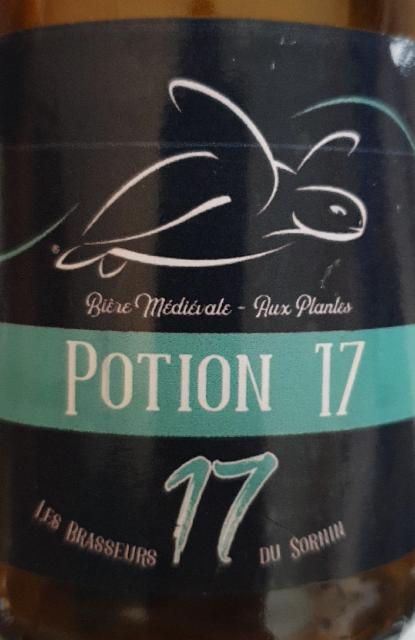 Bière Médiévale - Aux Plantes
POTION 17
17
LES BRASSEURS DU SORNIN